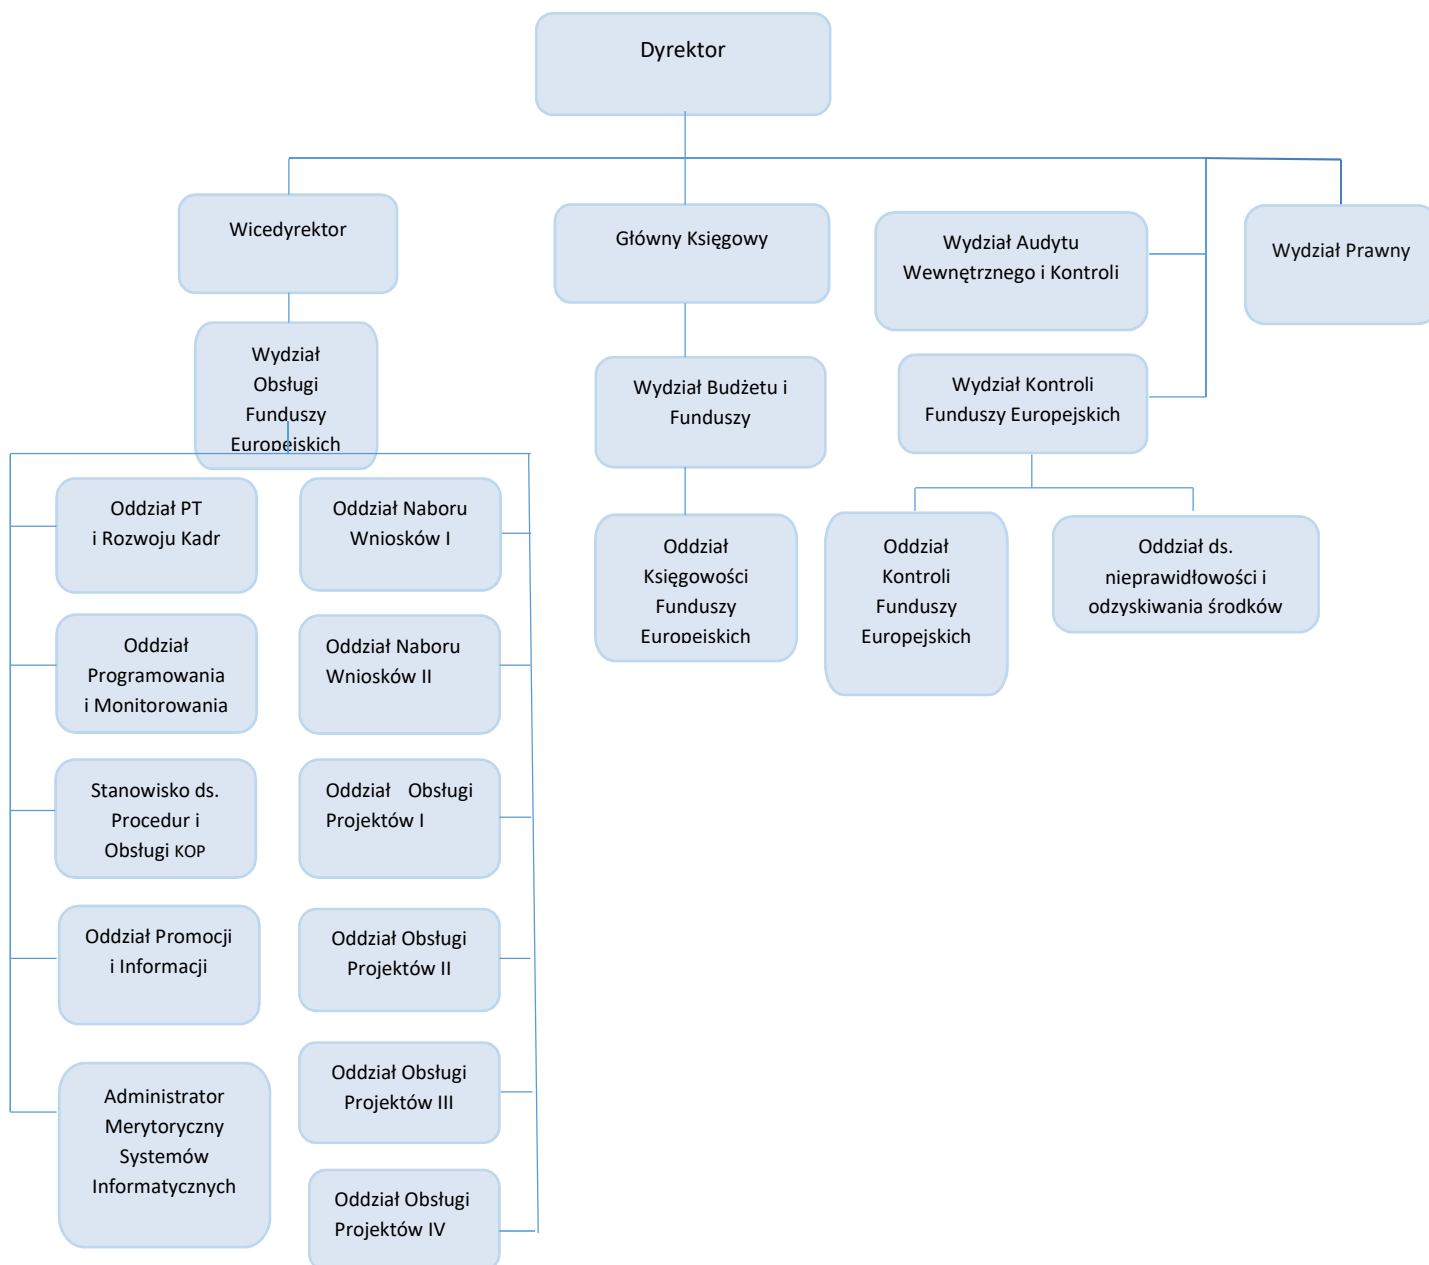 Dyrektor
Wicedyrektor
Główny Księgowy
Wydział Audytu
Wewnętrznego i Kontroli
Wydział Prawny
Wydział
Obsługi
Funduszy
Europejskich
Wydział Budżetu i
Funduszy
Wydział Kontroli
Funduszy Europejskich
Oddział PT
i Rozwoju Kadr
Oddział Naboru
Wniosków I
Oddział
Księgowości
Funduszy
Europejskich
Oddział
Kontroli
Funduszy
Europejskich
Oddział ds.
nieprawidłowości i
odzyskiwania środków
Oddział
Programowania
i Monitorowania
Oddział Naboru
Wniosków II
Stanowisko ds.
Procedur i
Obsługi KOP
Oddział Obsługi
Projektów I
Oddział Promocji
i Informacji
Oddział Obsługi
Projektów II
Administrator
Merytoryczny
Systemów
Informatycznych
Oddział Obsługi
Projektów III
Oddział Obsługi
Projektów IV